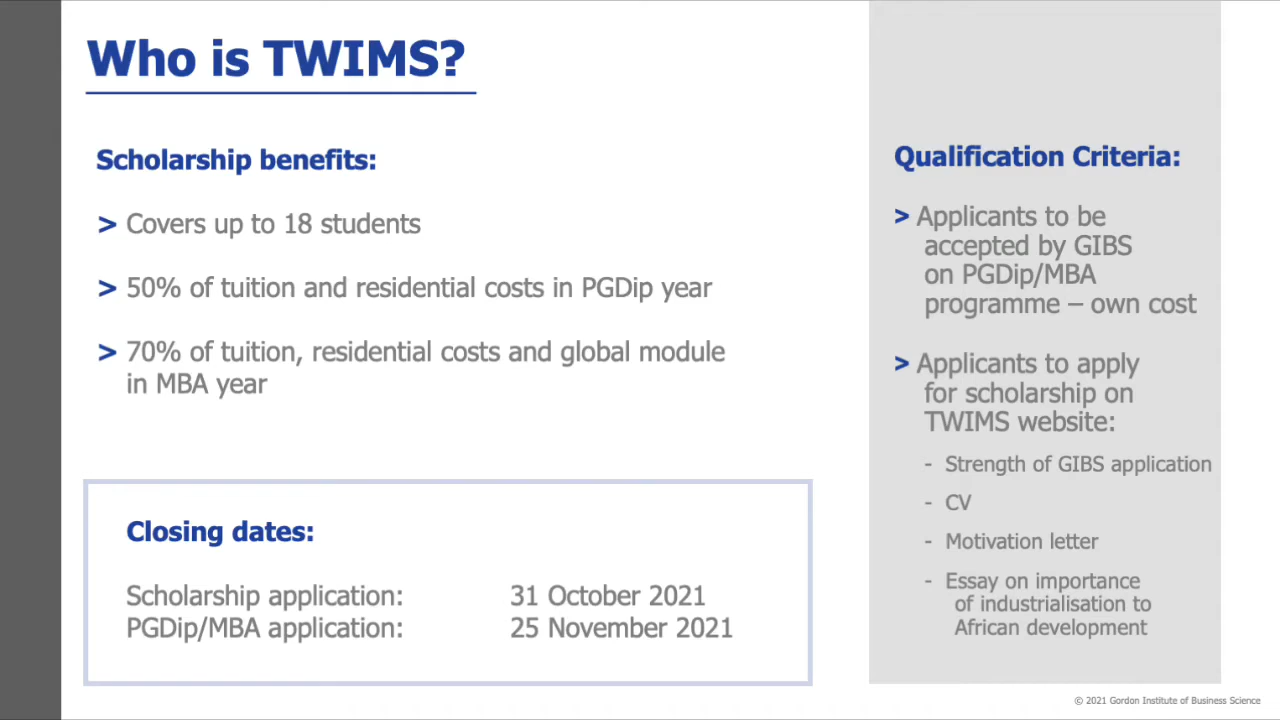 Who is TWIMS?
Scholarship benefits:
> Covers up to 18 students
> 50% of tuition and residential costs in PGDip year
> 70% of tuition, residential costs and global module
in MBA year
Closing dates:
Scholarship application: 31 October 2021
PGDip/MBA application: 25 November 2021
Qualification Criteria:
> Applicants to be
accepted by GIBS
on PGDip/MBA
programme – own cost
> Applicants to apply
for scholarship on
TWIMS website:
- Strength of GIBS application
- CV
- Motivation letter
- Essay on importance
of industrialisation to
African development
© 2021 Gordon Institute of Business Science